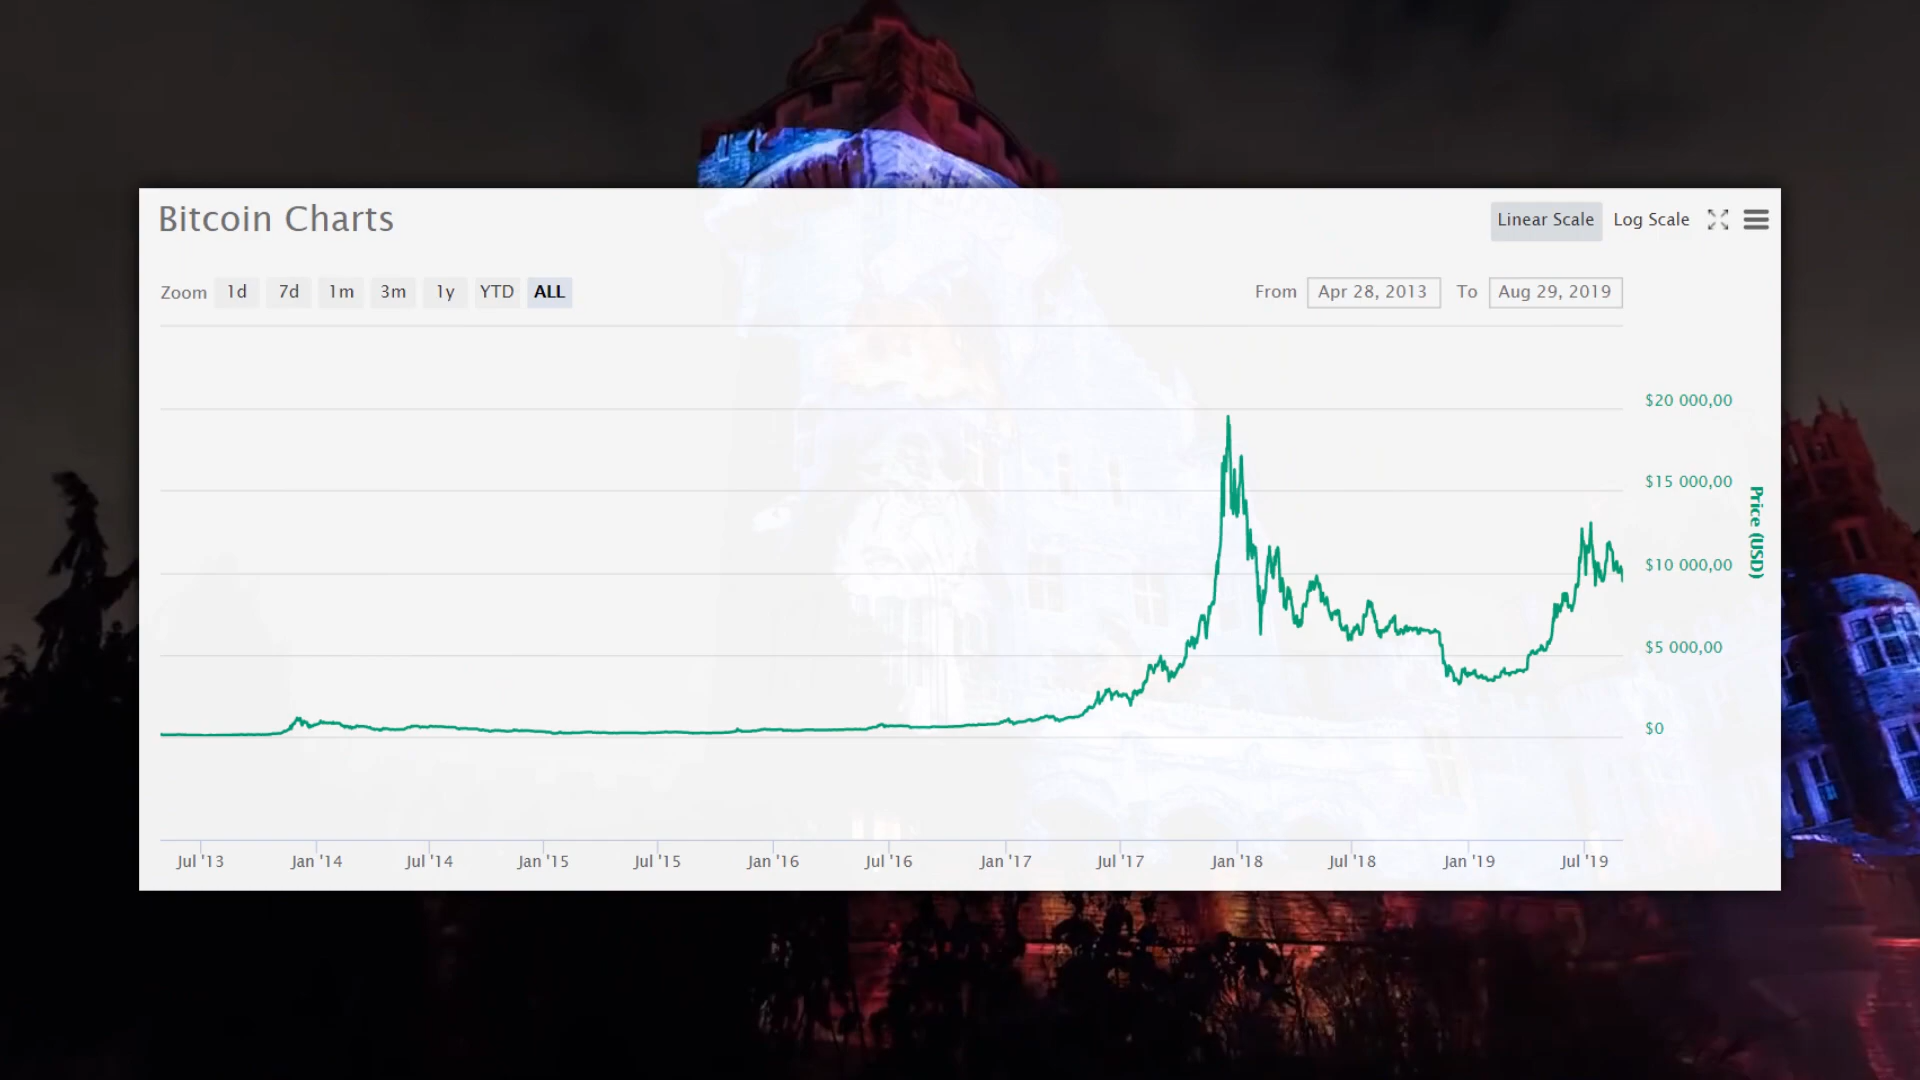 Bitcoin Charts
Linear Scale Log Scale
Zoom 1d 7d 1m 3m 1y YTD ALL
From Apr 28, 2013 To Aug 29, 2019
$20 000,00
$15 000,00
$10 000,00
$5 000,00
$0
Price (USD)
Jul '13 Jan '14 Jul '14 Jan '15 Jul '15 Jan '16 Jul '16 Jan '17 Jul '17 Jan '18 Jul '18 Jan '19 Jul '19